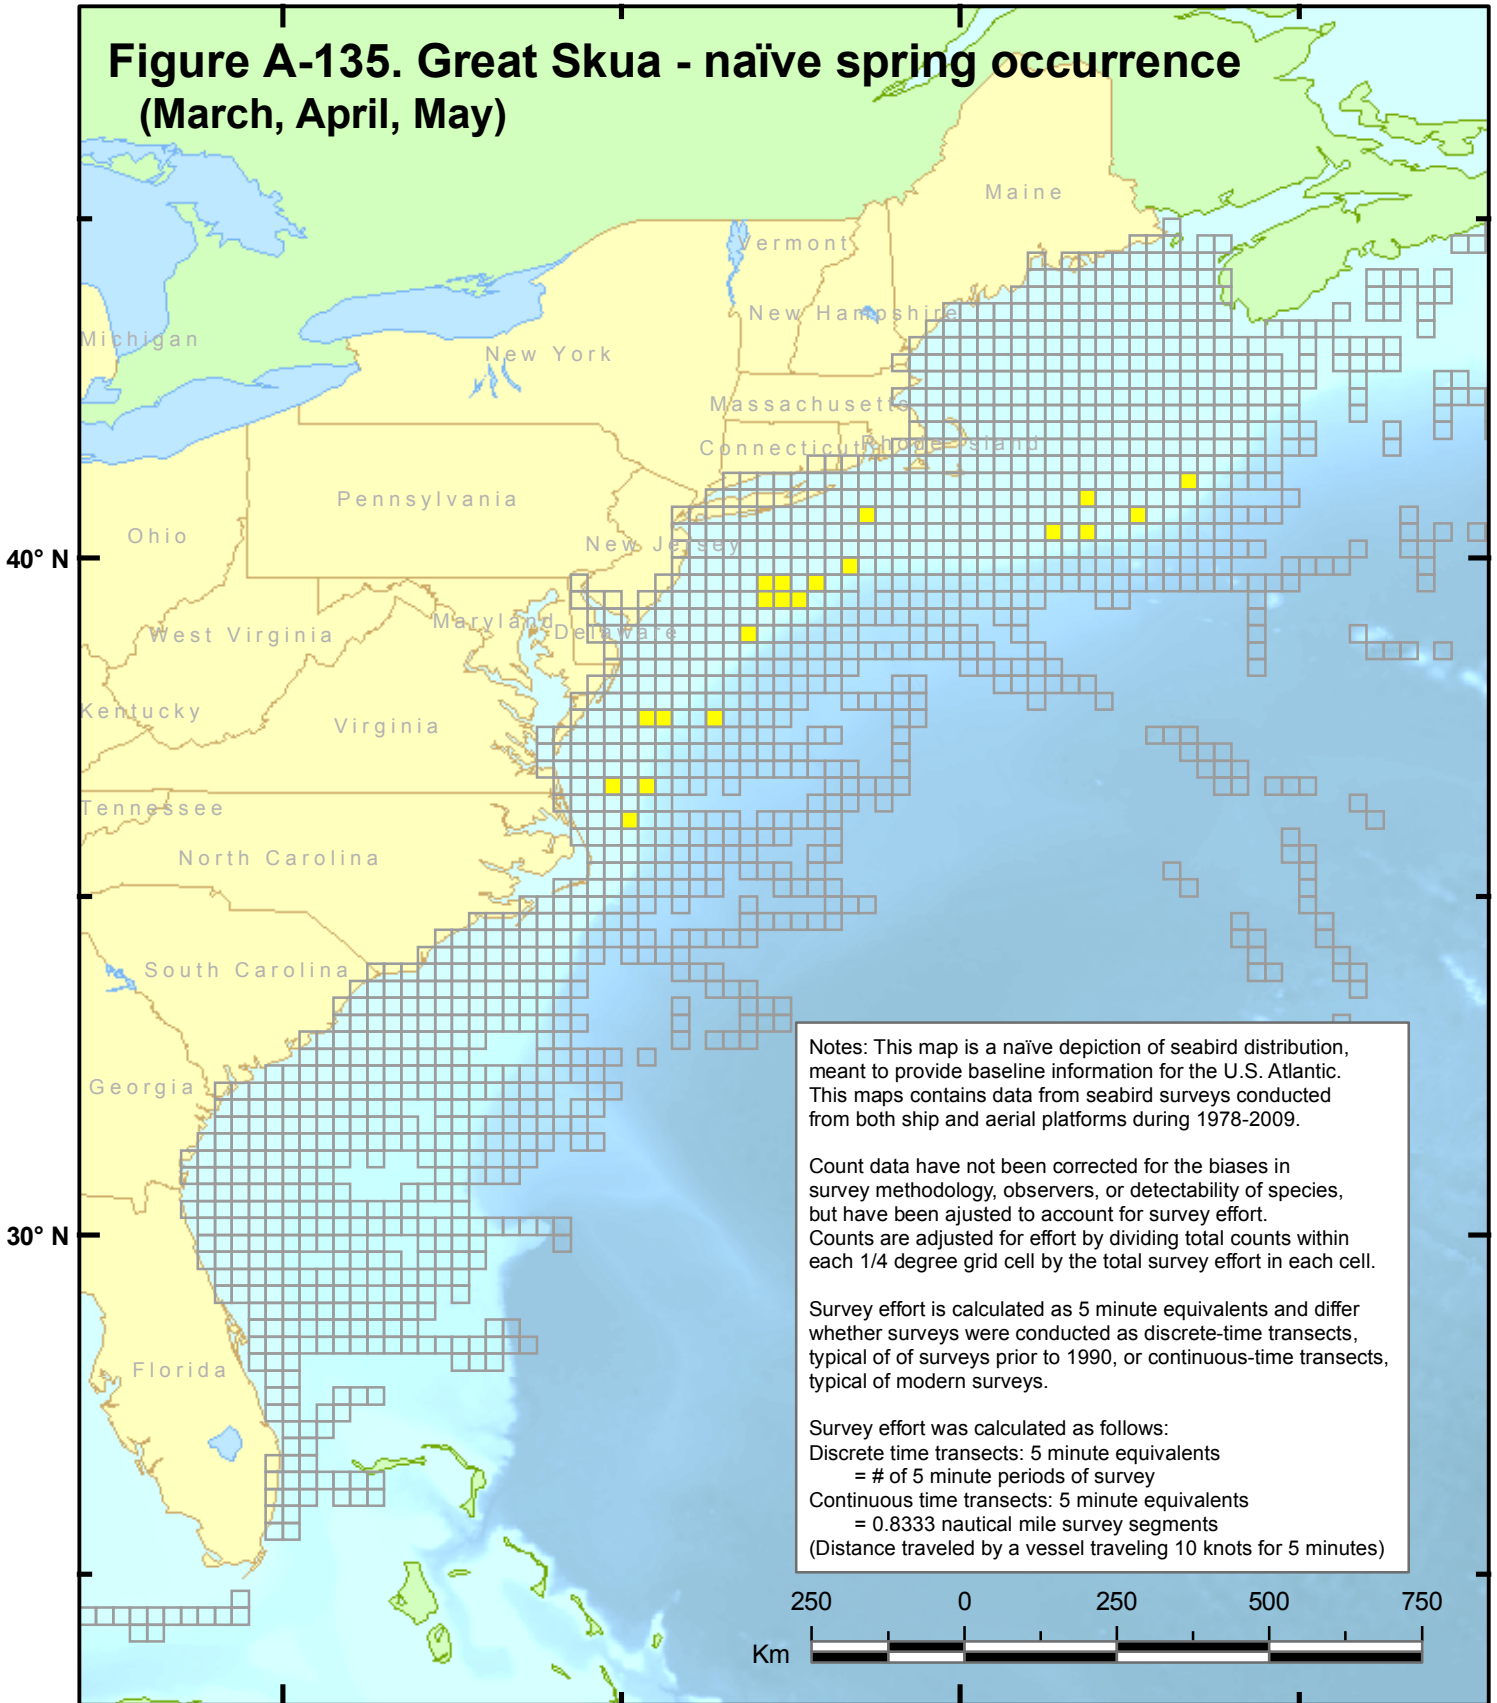 Figure A-135. Great Skua - naïve spring occurrence
(March, April, May)
Maine
Vermont
New Hampshire
Michigan
New York
Massachusetts
Connecticut
Rhode Island
Pennsylvania
Ohio
New Jersey
40° N
Maryland
Delaware
West Virginia
Kentucky
Virginia
Tennessee
North Carolina
South Carolina
Georgia
30° N
Florida
Notes: This map is a naïve depiction of seabird distribution,
meant to provide baseline information for the U.S. Atlantic.
This maps contains data from seabird surveys conducted
from both ship and aerial platforms during 1978-2009.
Count data have not been corrected for the biases in
survey methodology, observers, or detectability of species,
but have been ajusted to account for survey effort.
Counts are adjusted for effort by dividing total counts within
each 1/4 degree grid cell by the total survey effort in each cell.
Survey effort is calculated as 5 minute equivalents and differ
whether surveys were conducted as discrete-time transects,
typical of of surveys prior to 1990, or continuous-time transects,
typical of modern surveys.
Survey effort was calculated as follows:
Discrete time transects: 5 minute equivalents
= # of 5 minute periods of survey
Continuous time transects: 5 minute equivalents
= 0.8333 nautical mile survey segments
(Distance traveled by a vessel traveling 10 knots for 5 minutes)
250 0 250 500 750
Km